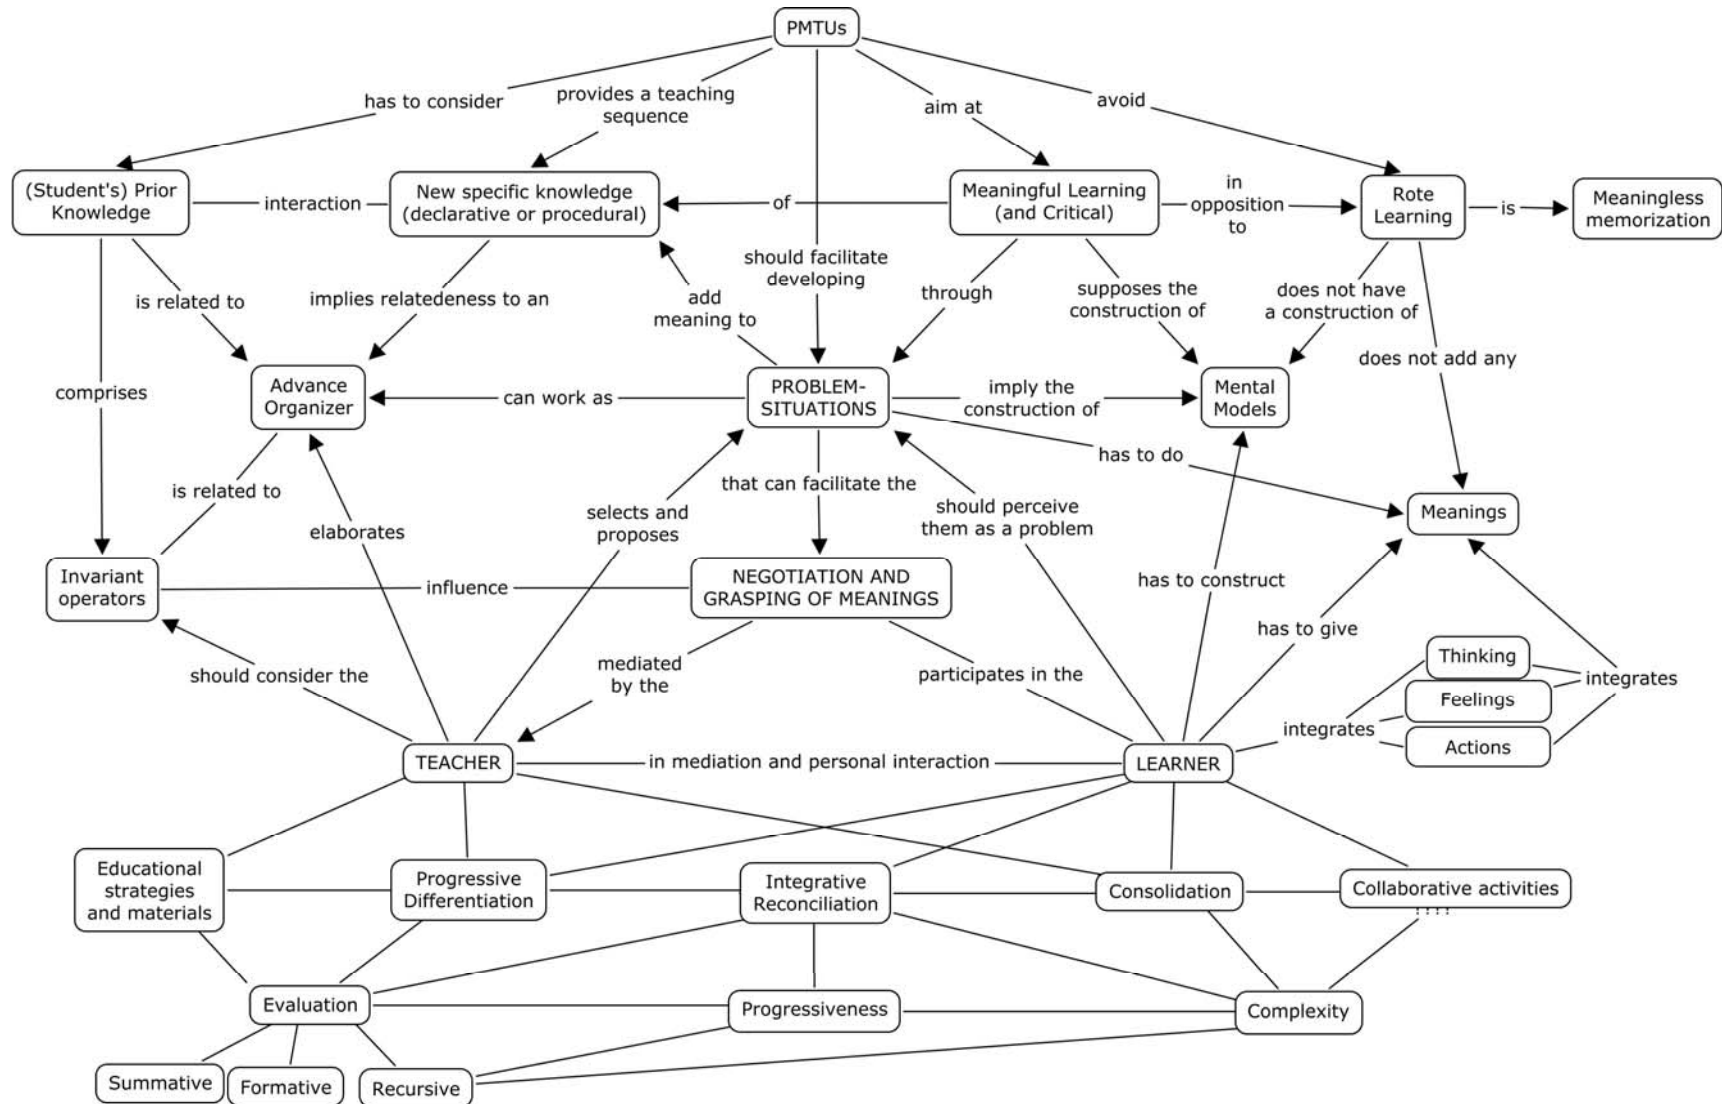 PMTUs
has to consider
provides a teaching
sequence
aim at
avoid
(Student's) Prior
Knowledge
interaction
New specific knowledge
(declarative or procedural)
of
Meaningful Learning
(and Critical)
in
opposition
to
Rote
Learning
is
Meaningless
memorization
is related to
implies relatedeness to an
add
meaning to
should facilitate
developing
through
supposes the
construction of
does not have
a construction of
does not add any
comprises
Advance
Organizer
can work as
PROBLEM-
SITUATIONS
imply the
construction of
Mental
Models
has to do
is related to
elaborates
selects and
proposes
that can facilitate the
should perceive
them as a problem
Meanings
Invariant
operators
influence
NEGOTIATION AND
GRASPING OF MEANINGS
has to construct
has to give
should consider the
mediated
by the
participates in the
Thinking
Feelings
Actions
integrates
integrates
TEACHER
in mediation and personal interaction
LEARNER
Educational
strategies
and materials
Progressive
Differentiation
Integrative
Reconciliation
Consolidation
Collaborative activities
Evaluation
Progressiveness
Complexity
Summative
Formative
Recursive